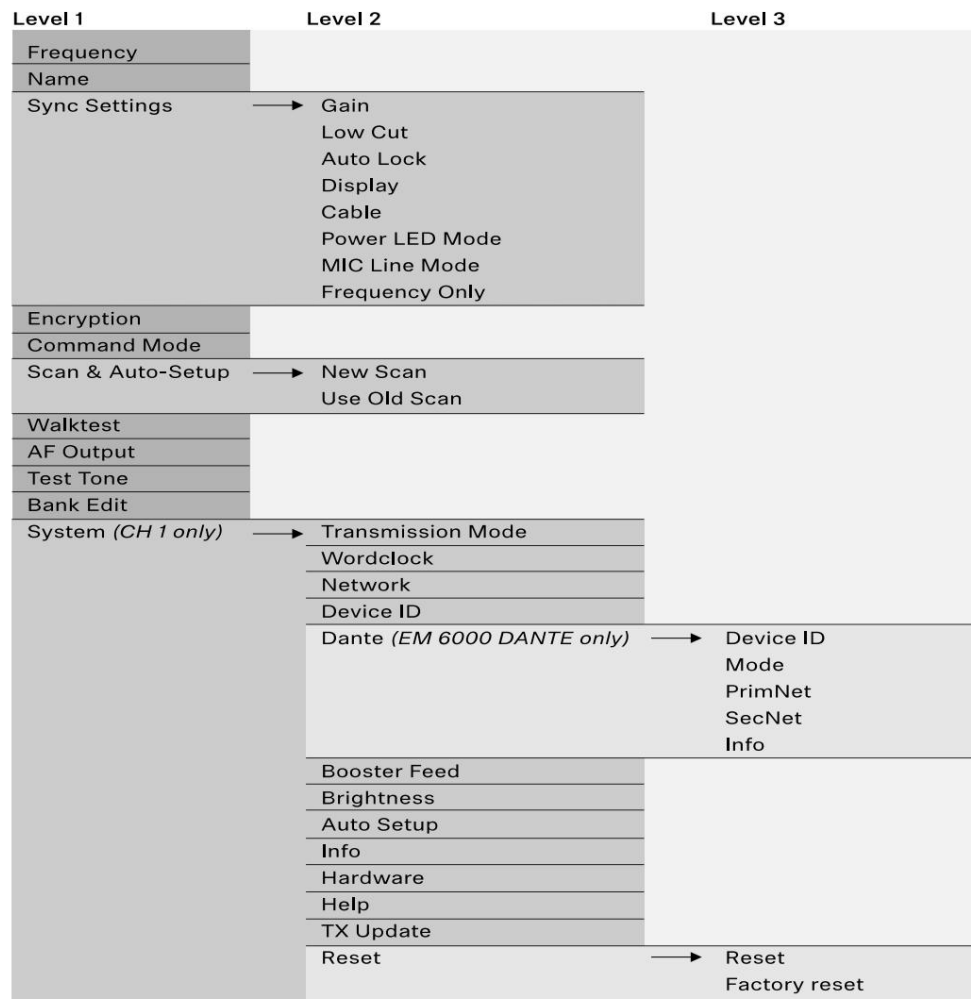 Level 1 Level 2 Level 3
Frequency
Name
Sync Settings Gain
Low Cut
Auto Lock
Display
Cable
Power LED Mode
MIC Line Mode
Frequency Only
Encryption
Command Mode
Scan & Auto-Setup New Scan
Use Old Scan
Walktest
AF Output
Test Tone
Bank Edit
System (CH 1 only) Transmission Mode
Wordclock
Network
Device ID
Dante (EM 6000 DANTE only) Device ID
Mode
PrimNet
SecNet
Info
Booster Feed
Brightness
Auto Setup
Info
Hardware
Help
TX Update
Reset Reset
Factory reset